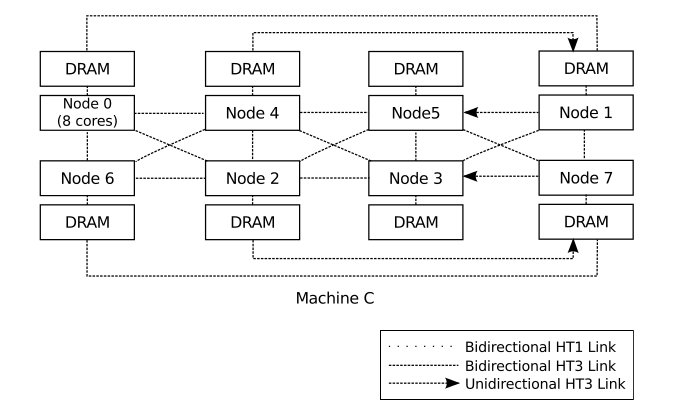 DRAM DRAM DRAM DRAM
Node 0
(8 cores)
Node 4 Node5 Node 1
Node 6 Node 2 Node 3 Node 7
DRAM DRAM DRAM DRAM
Machine C
Bidirectional HT1 Link
Bidirectional HT3 Link
Unidirectional HT3 Link